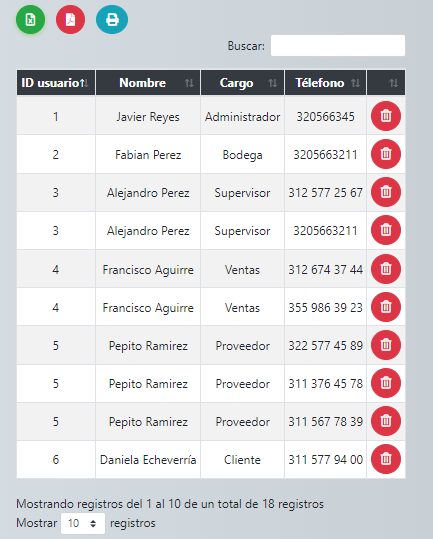 Buscar:
ID usuario Nombre Cargo Télefono
1 Javier Reyes Administrador 320566345
2 Fabian Perez Bodega 3205663211
3 Alejandro Perez Supervisor 312 577 25 67
3 Alejandro Perez Supervisor 3205663211
4 Francisco Aguirre Ventas 312 674 37 44
4 Francisco Aguirre Ventas 355 986 39 23
5 Pepito Ramirez Proveedor 322 577 45 89
5 Pepito Ramirez Proveedor 311 376 45 78
5 Pepito Ramirez Proveedor 311 567 78 39
6 Daniela Echeverría Cliente 311 577 94 00
Mostrando registros del 1 al 10 de un total de 18 registros
Mostrar 10 registros